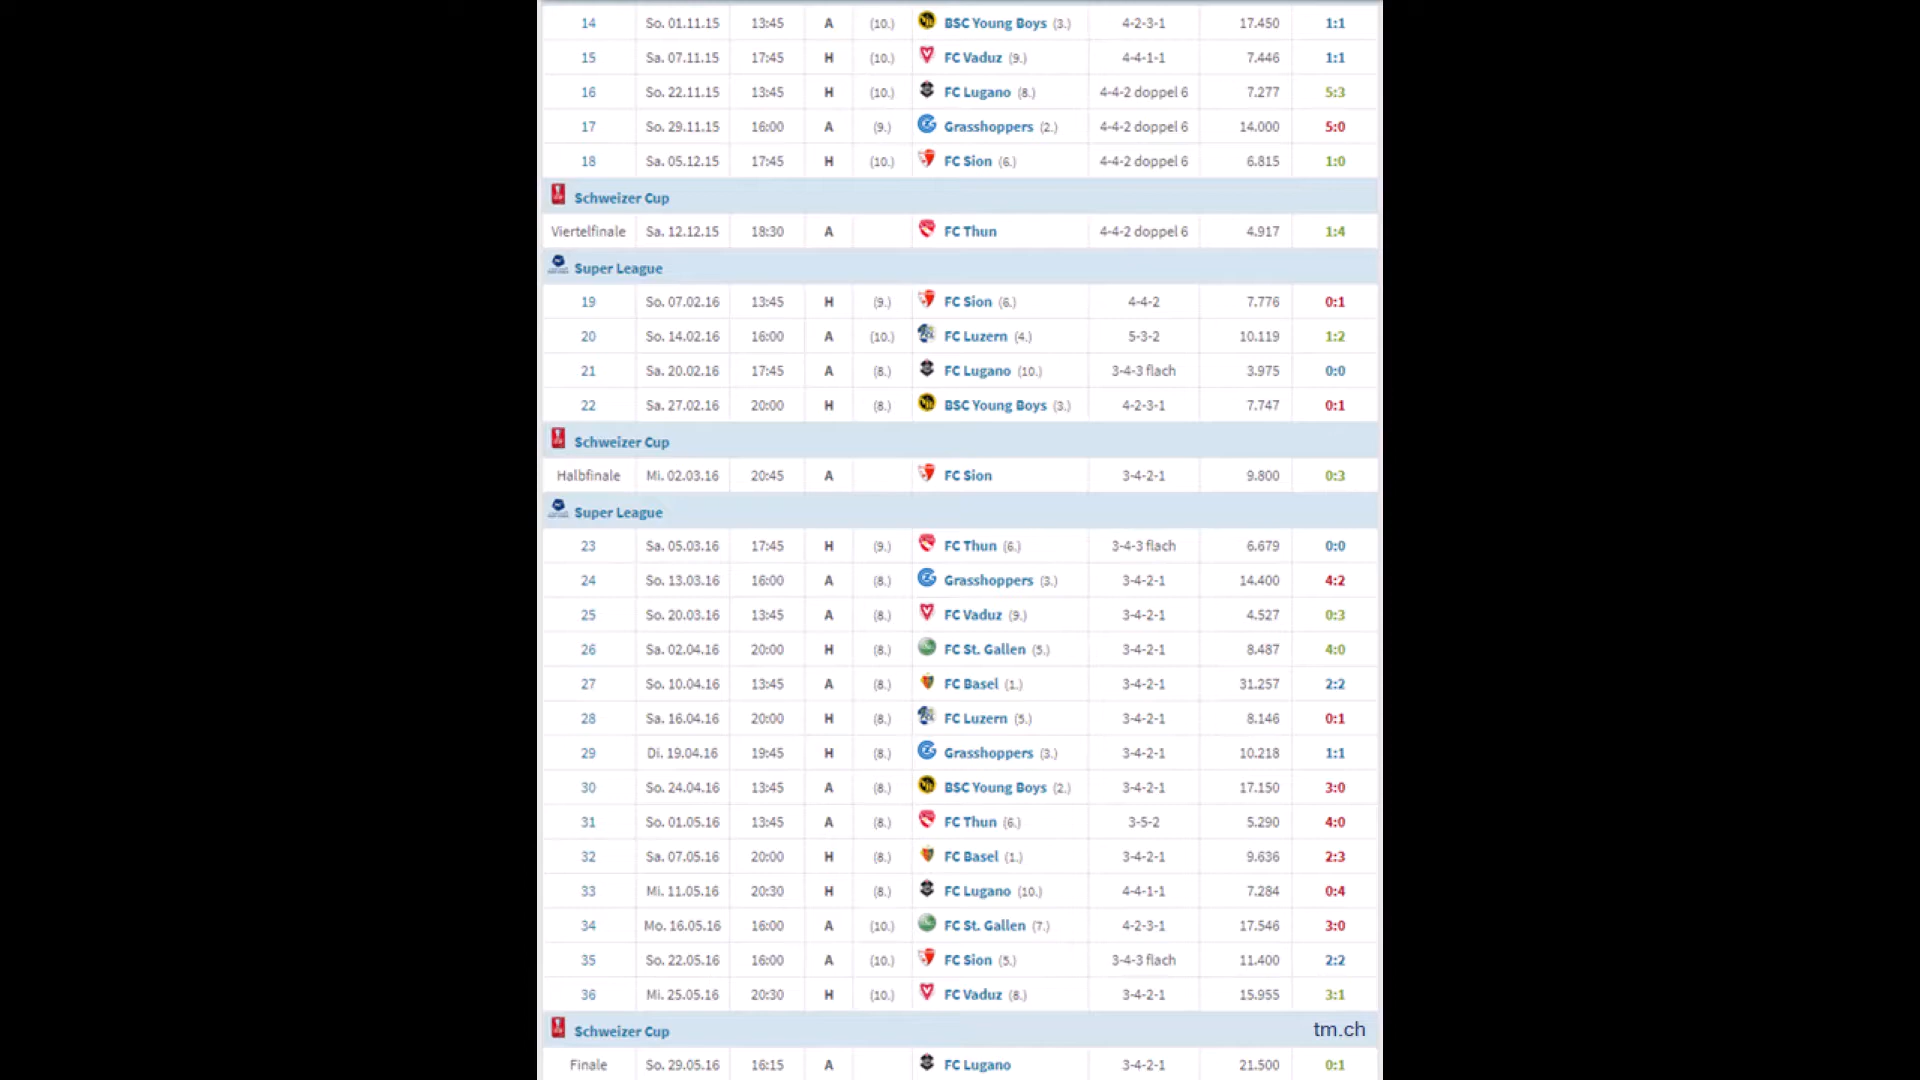 14 So. 01.11.15 13:45 A (10.) BSC Young Boys (3.) 4-2-3-1 17.450 1:1
15 Sa. 07.11.15 17:45 H (10.) FC Vaduz (9.) 4-4-1-1 7.446 1:1
16 So. 22.11.15 13:45 H (10.) FC Lugano (8.) 4-4-2 doppel 6 7.277 5:3
17 So. 29.11.15 16:00 A (9.) Grasshoppers (2.) 4-4-2 doppel 6 14.000 5:0
18 Sa. 05.12.15 17:45 H (10.) FC Sion (6.) 4-4-2 doppel 6 6.815 1:0
Schweizer Cup
Viertelfinale Sa. 12.12.15 18:30 A FC Thun 4-4-2 doppel 6 4.917 1:4
Super League
19 So. 07.02.16 13:45 H (9.) FC Sion (6.) 4-4-2 7.776 0:1
20 So. 14.02.16 16:00 A (10.) FC Luzern (4.) 5-3-2 10.119 1:2
21 Sa. 20.02.16 17:45 A (8.) FC Lugano (10.) 3-4-3 flach 3.975 0:0
22 Sa. 27.02.16 20:00 H (8.) BSC Young Boys (3.) 4-2-3-1 7.747 0:1
Schweizer Cup
Halbfinale Mi. 02.03.16 20:45 A FC Sion 3-4-2-1 9.800 0:3
Super League
23 Sa. 05.03.16 17:45 H (9.) FC Thun (6.) 3-4-3 flach 6.679 0:0
24 So. 13.03.16 16:00 A (8.) Grasshoppers (3.) 3-4-2-1 14.400 4:2
25 So. 20.03.16 13:45 A (8.) FC Vaduz (9.) 3-4-2-1 4.527 0:3
26 Sa. 02.04.16 20:00 H (8.) FC St. Gallen (5.) 3-4-2-1 8.487 4:0
27 So. 10.04.16 13:45 A (8.) FC Basel (1.) 3-4-2-1 31.257 2:2
28 Sa. 16.04.16 20:00 H (8.) FC Luzern (5.) 3-4-2-1 8.146 0:1
29 Di. 19.04.16 19:45 H (8.) Grasshoppers (3.) 3-4-2-1 10.218 1:1
30 So. 24.04.16 13:45 A (8.) BSC Young Boys (2.) 3-4-2-1 17.150 3:0
31 So. 01.05.16 13:45 A (8.) FC Thun (6.) 3-5-2 5.290 4:0
32 Sa. 07.05.16 20:00 H (8.) FC Basel (1.) 3-4-2-1 9.636 2:3
33 Mi. 11.05.16 20:30 H (8.) FC Lugano (10.) 4-4-1-1 7.284 0:4
34 Mo. 16.05.16 16:00 A (10.) FC St. Gallen (7.) 4-2-3-1 17.546 3:0
35 So. 22.05.16 16:00 A (10.) FC Sion (5.) 3-4-3 flach 11.400 2:2
36 Mi. 25.05.16 20:30 H (10.) FC Vaduz (8.) 3-4-2-1 15.955 3:1
Schweizer Cup tm.ch
Finale So. 29.05.16 16:15 A FC Lugano 3-4-2-1 21.500 0:1